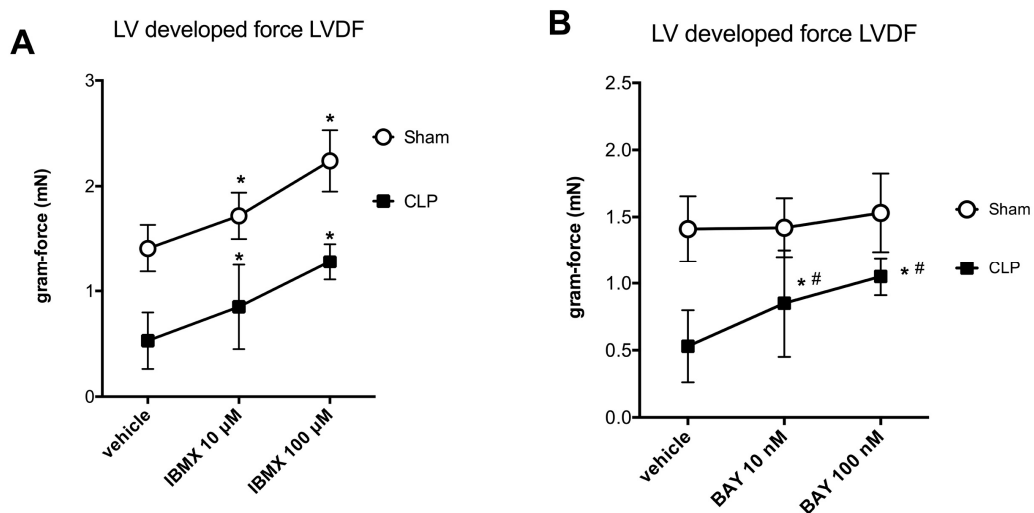 A
LV developed force LVDF
3
2
1
0
gram-force (mN)
*
*
*
*
Sham
CLP
vehicle
IBMX 10 µM
IBMX 100 µM
B
LV developed force LVDF
2.5
2.0
1.5
1.0
0.5
0.0
gram-force (mN)
* #
* #
Sham
CLP
vehicle
BAY 10 nM
BAY 100 nM